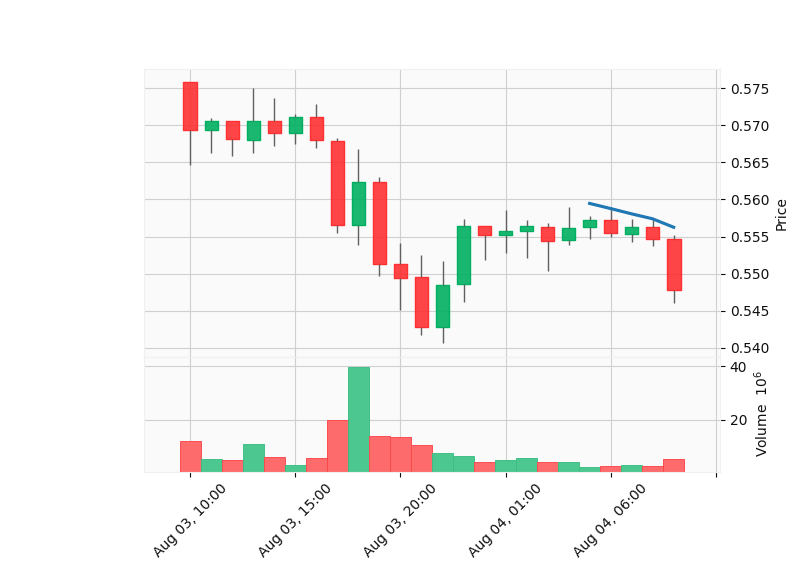 0.575
0.570
0.565
0.560
0.555
0.550
0.545
0.540
Price
40
20
Volume 10⁶
Aug 03, 10:00
Aug 03, 15:00
Aug 03, 20:00
Aug 04, 01:00
Aug 04, 06:00